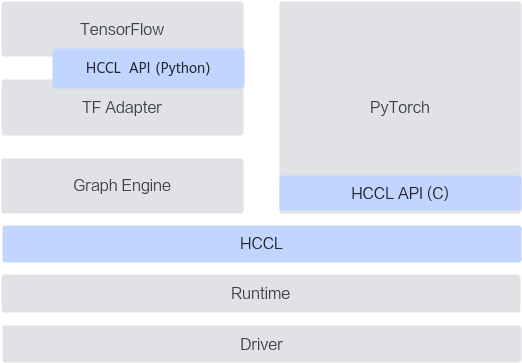 TensorFlow
HCCL API (Python)
TF Adapter
PyTorch
Graph Engine
HCCL API (C)
HCCL
Runtime
Driver